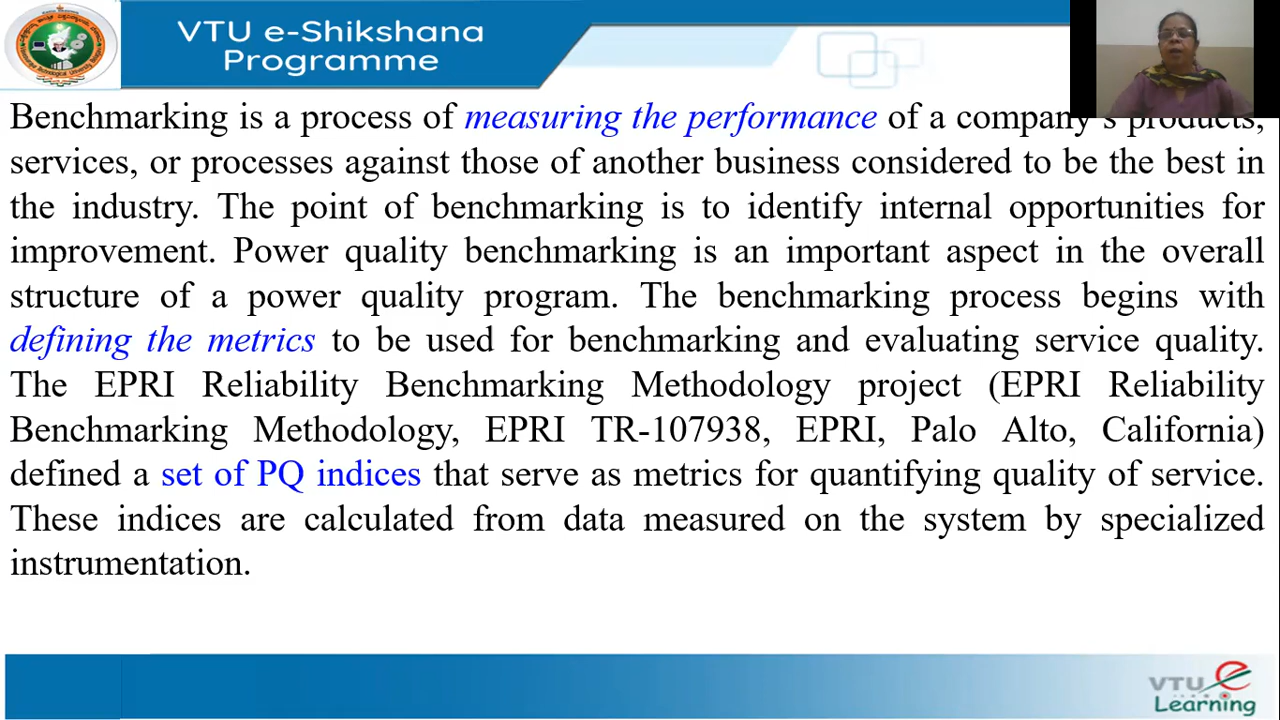 VTU e-Shikshana
Programme
Benchmarking is a process of measuring the performance of a company's products,
services, or processes against those of another business considered to be the best in
the industry. The point of benchmarking is to identify internal opportunities for
improvement. Power quality benchmarking is an important aspect in the overall
structure of a power quality program. The benchmarking process begins with
defining the metrics to be used for benchmarking and evaluating service quality.
The EPRI Reliability Benchmarking Methodology project (EPRI Reliability
Benchmarking Methodology, EPRI TR-107938, EPRI, Palo Alto, California)
defined a set of PQ indices that serve as metrics for quantifying quality of service.
These indices are calculated from data measured on the system by specialized
instrumentation.
VTU e
Learning